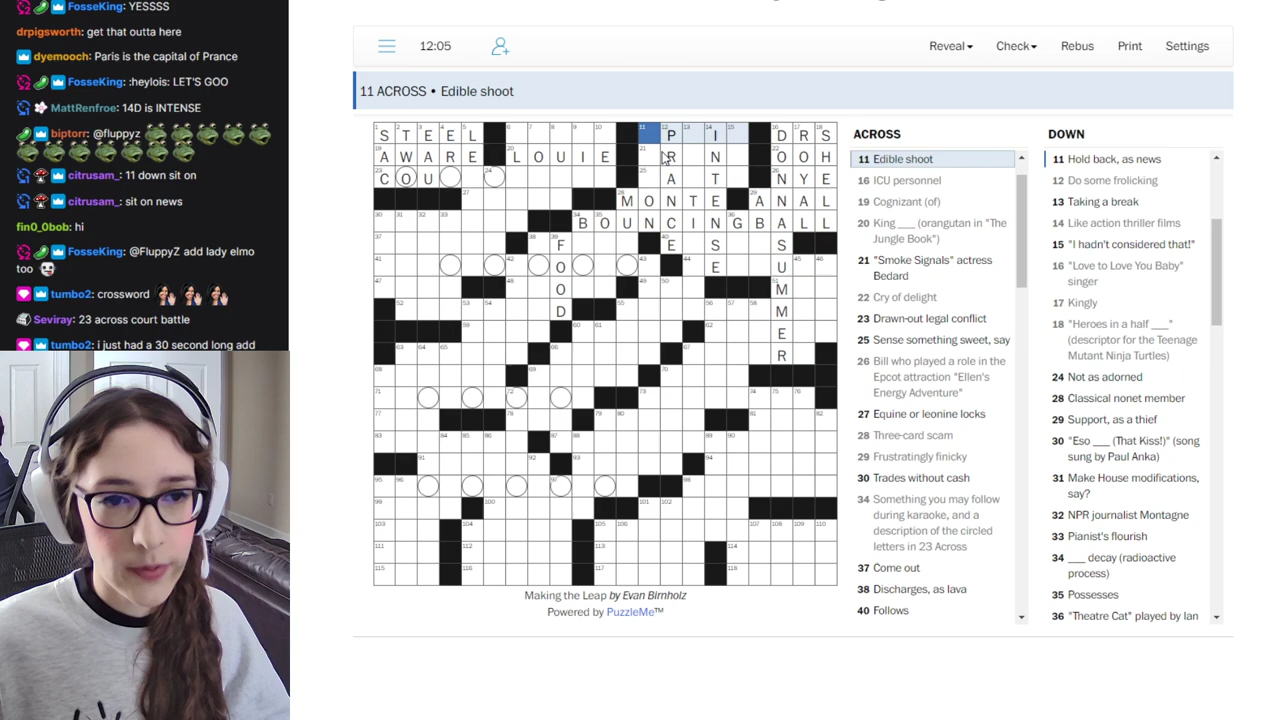 FosseKing: YESSSS
drpigsworth: get that outta here
dyemooch: Paris is the capital of Prance
FosseKing: :heylois: LET'S GOO
MattRenfroe: 14D is INTENSE
biptorr: @fluppyz
citrusam_: 11 down sit on
citrusam_: sit on news
fin0_0bob: hi
FosseKing: @FluppyZ add lady elmo
too
tumbo2: crossword
Seviray: 23 across court battle
tumbo2: i just had a 30 second long add
12:05
Reveal
Check
Rebus
Print
Settings
11 ACROSS • Edible shoot
STEEL P I DRS
AWARE LOUIE R N OOH
COU A T NYE
MONTE ANAL
BOUNCINGBALL
F E S S
O E U
O M
D M
E
R
Making the Leap by Evan Birnholz
Powered by PuzzleMe™
ACROSS
11 Edible shoot
16 ICU personnel
19 Cognizant (of)
20 King ___ (orangutan in "The
Jungle Book")
21 "Smoke Signals" actress
Bedard
22 Cry of delight
23 Drawn-out legal conflict
25 Sense something sweet, say
26 Bill who played a role in the
Epcot attraction "Ellen's
Energy Adventure"
27 Equine or leonine locks
28 Three-card scam
29 Frustratingly finicky
30 Trades without cash
34 Something you may follow
during karaoke, and a
description of the circled
letters in 23 Across
37 Come out
38 Discharges, as lava
40 Follows
DOWN
11 Hold back, as news
12 Do some frolicking
13 Taking a break
14 Like action thriller films
15 "I hadn't considered that!"
16 "Love to Love You Baby"
singer
17 Kingly
18 "Heroes in a half ___"
(descriptor for the Teenage
Mutant Ninja Turtles)
24 Not as adorned
28 Classical nonet member
29 Support, as a thief
30 "Eso ___ (That Kiss!)" (song
sung by Paul Anka)
31 Make House modifications,
say?
32 NPR journalist Montagne
33 Pianist's flourish
34 ___ decay (radioactive
process)
35 Possesses
36 "Theatre Cat" played by Ian